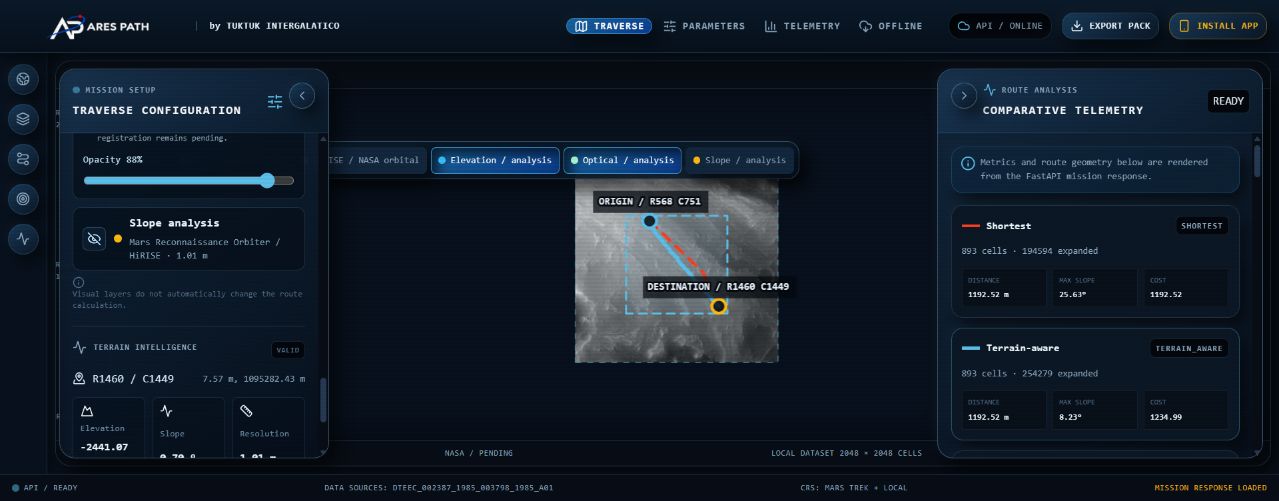 ARES PATH
by TUKTUK INTERGALATICO
TRAVERSE
PARAMETERS
TELEMETRY
OFFLINE
API / ONLINE
EXPORT PACK
INSTALL APP
MISSION SETUP
TRAVERSE CONFIGURATION
registration remains pending.
Opacity 88%
Slope analysis
Mars Reconnaissance Orbiter /
HiRISE · 1.01 m
Visual layers do not automatically change the route
calculation.
TERRAIN INTELLIGENCE
VALID
R1460 / C1449
7.57 m, 1095282.43 m
Elevation
-2441.07
Slope
Resolution
1.01 m
ISE / NASA orbital
Elevation / analysis
Optical / analysis
Slope / analysis
ORIGIN / R568 C751
DESTINATION / R1460 C1449
NASA / PENDING
LOCAL DATASET 2048 × 2048 CELLS
ROUTE ANALYSIS
COMPARATIVE TELEMETRY
READY
Metrics and route geometry below are rendered
from the FastAPI mission response.
Shortest
SHORTEST
893 cells · 194594 expanded
DISTANCE
1192.52 m
MAX SLOPE
25.63°
COST
1192.52
Terrain-aware
TERRAIN_AWARE
893 cells · 254279 expanded
DISTANCE
1192.52 m
MAX SLOPE
8.23°
COST
1234.99
API / READY
DATA SOURCES: DTEEC_002387_1985_003798_1985_A01
CRS: MARS TREK + LOCAL
MISSION RESPONSE LOADED